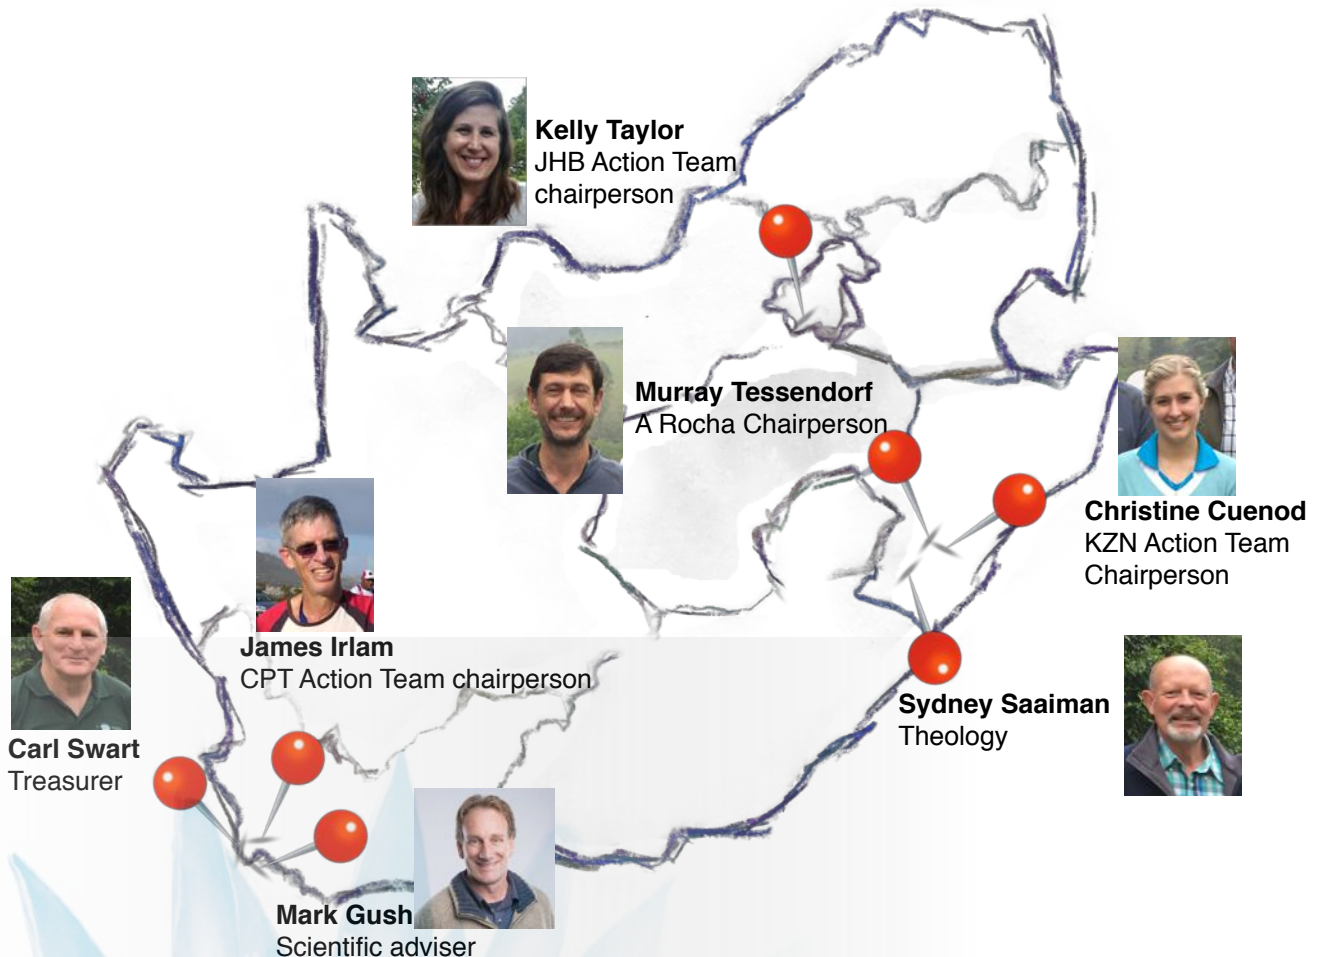 Kelly Taylor
JHB Action Team
chairperson
Murray Tessendorf
A Rocha Chairperson
Christine Cuenod
KZN Action Team
Chairperson
James Irlam
CPT Action Team chairperson
Sydney Saaiman
Theology
Carl Swart
Treasurer
Mark Gush
Scientific adviser